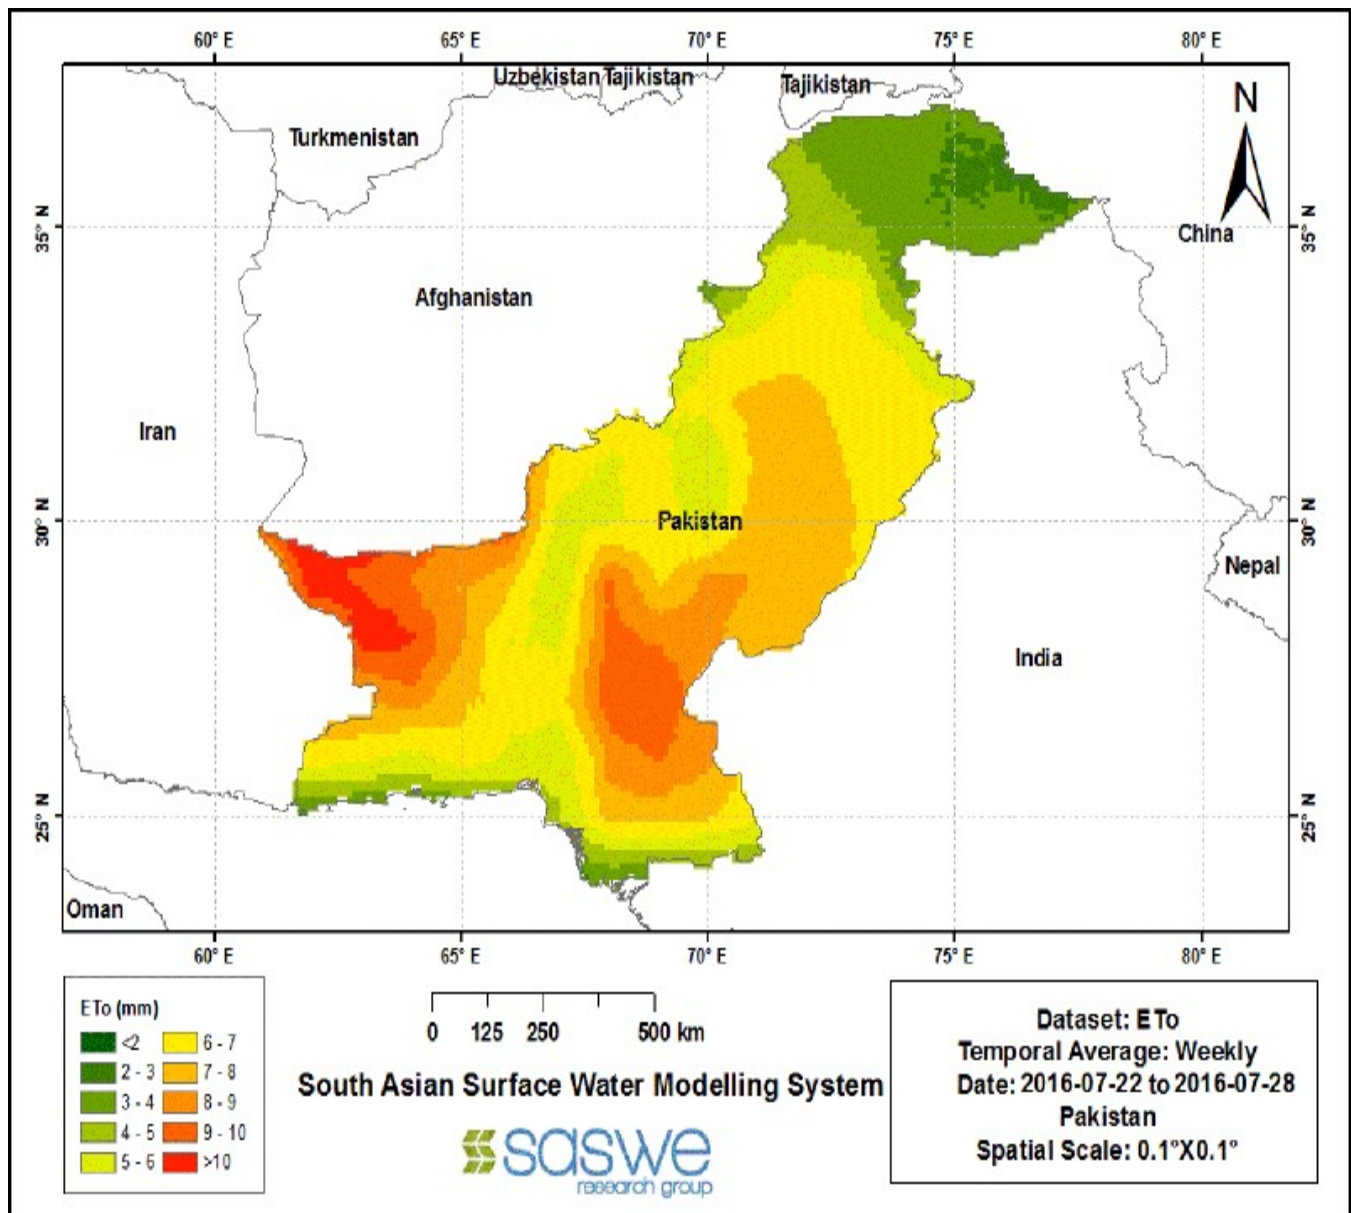 60° E 65° E 70° E 75° E 80° E
Uzbekistan Tajikistan
Tajikistan
Turkmenistan
N
35° N
35° N
China
Afghanistan
Iran
30° N
Pakistan
30° N
Nepal
India
25° N
25° N
Oman
60° E 65° E 70° E 75° E 80° E
ETo (mm)
<2 6 - 7
2 - 3 7 - 8
3 - 4 8 - 9
4 - 5 9 - 10
5 - 6 >10
0 125 250 500 km
South Asian Surface Water Modelling System
saswe
research group
Dataset: ETo
Temporal Average: Weekly
Date: 2016-07-22 to 2016-07-28
Pakistan
Spatial Scale: 0.1°X0.1°